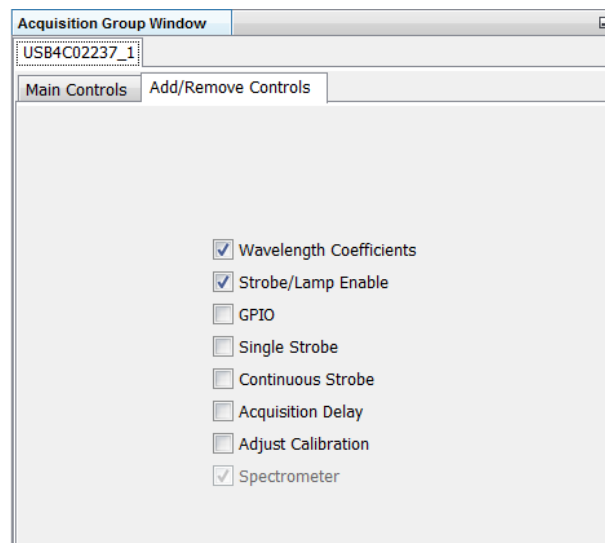 Acquisition Group Window
USB4C02237_1
Main Controls Add/Remove Controls
Wavelength Coefficients
Strobe/Lamp Enable
GPIO
Single Strobe
Continuous Strobe
Acquisition Delay
Adjust Calibration
Spectrometer